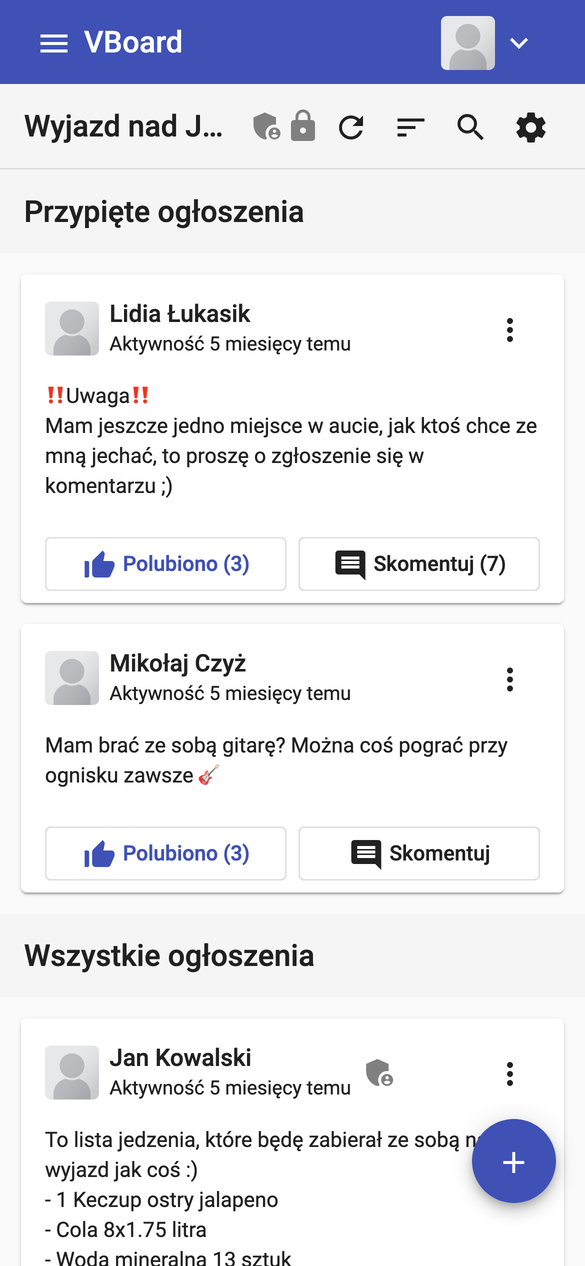 VBoard
Wyjazd nad J...
Przypięte ogłoszenia
Lidia Łukasik
Aktywność 5 miesięcy temu
‼️Uwaga‼️
Mam jeszcze jedno miejsce w aucie, jak ktoś chce ze
mną jechać, to proszę o zgłoszenie się w
komentarzu ;)
Polubiono (3)
Skomentuj (7)
Mikołaj Czyż
Aktywność 5 miesięcy temu
Mam brać ze sobą gitarę? Można coś pograć przy
ognisku zawsze 🎸
Polubiono (3)
Skomentuj
Wszystkie ogłoszenia
Jan Kowalski
Aktywność 5 miesięcy temu
To lista jedzenia, które będę zabierał ze sobą
wyjazd jak coś :)
- 1 Keczup ostry jalapeno
- Cola 8x1.75 litra
- Woda mineralna 13 sztuk